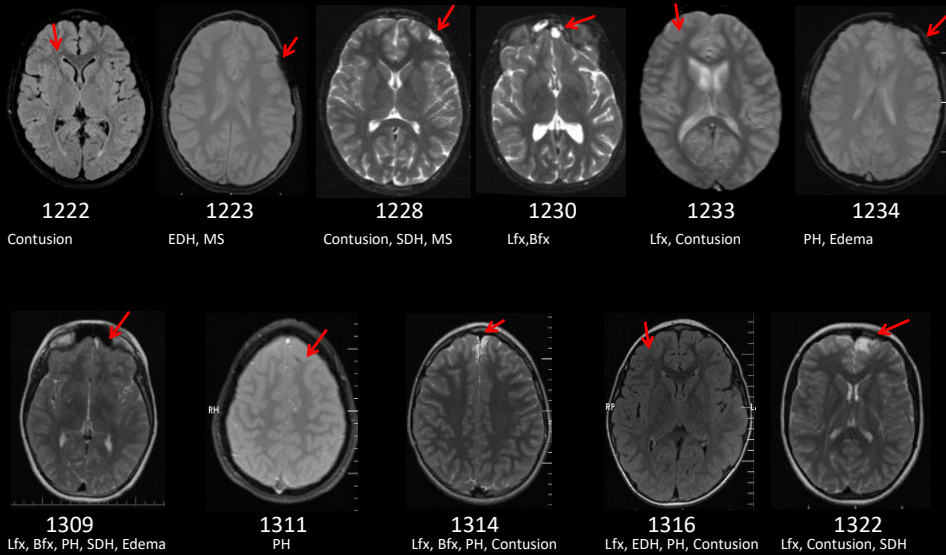 1222 1223 1228 1230 1233 1234
Contusion EDH, MS Contusion, SDH, MS Lfx,Bfx Lfx, Contusion PH, Edema
RH RP L
1309 1311 1314 1316 1322
Lfx, Bfx, PH, SDH, Edema PH Lfx, Bfx, PH, Contusion Lfx, EDH, PH, Contusion Lfx, Contusion, SDH